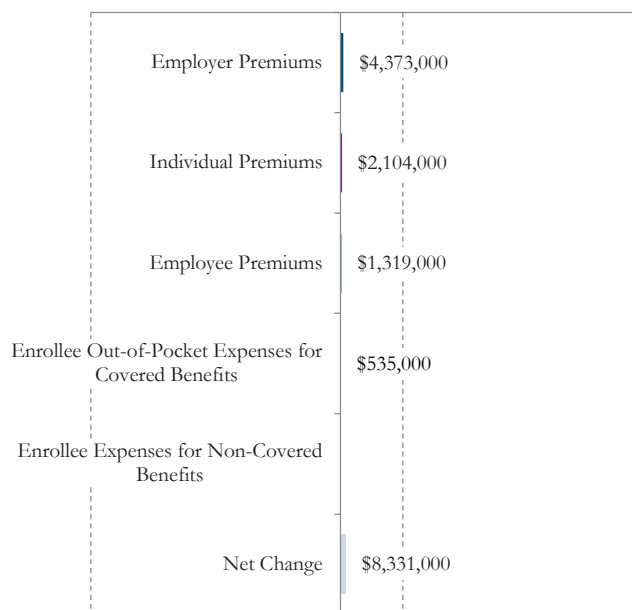 Employer Premiums
$4,373,000
Individual Premiums
$2,104,000
Employee Premiums
$1,319,000
Enrollee Out-of-Pocket Expenses for
Covered Benefits
$535,000
Enrollee Expenses for Non-Covered
Benefits
Net Change
$8,331,000